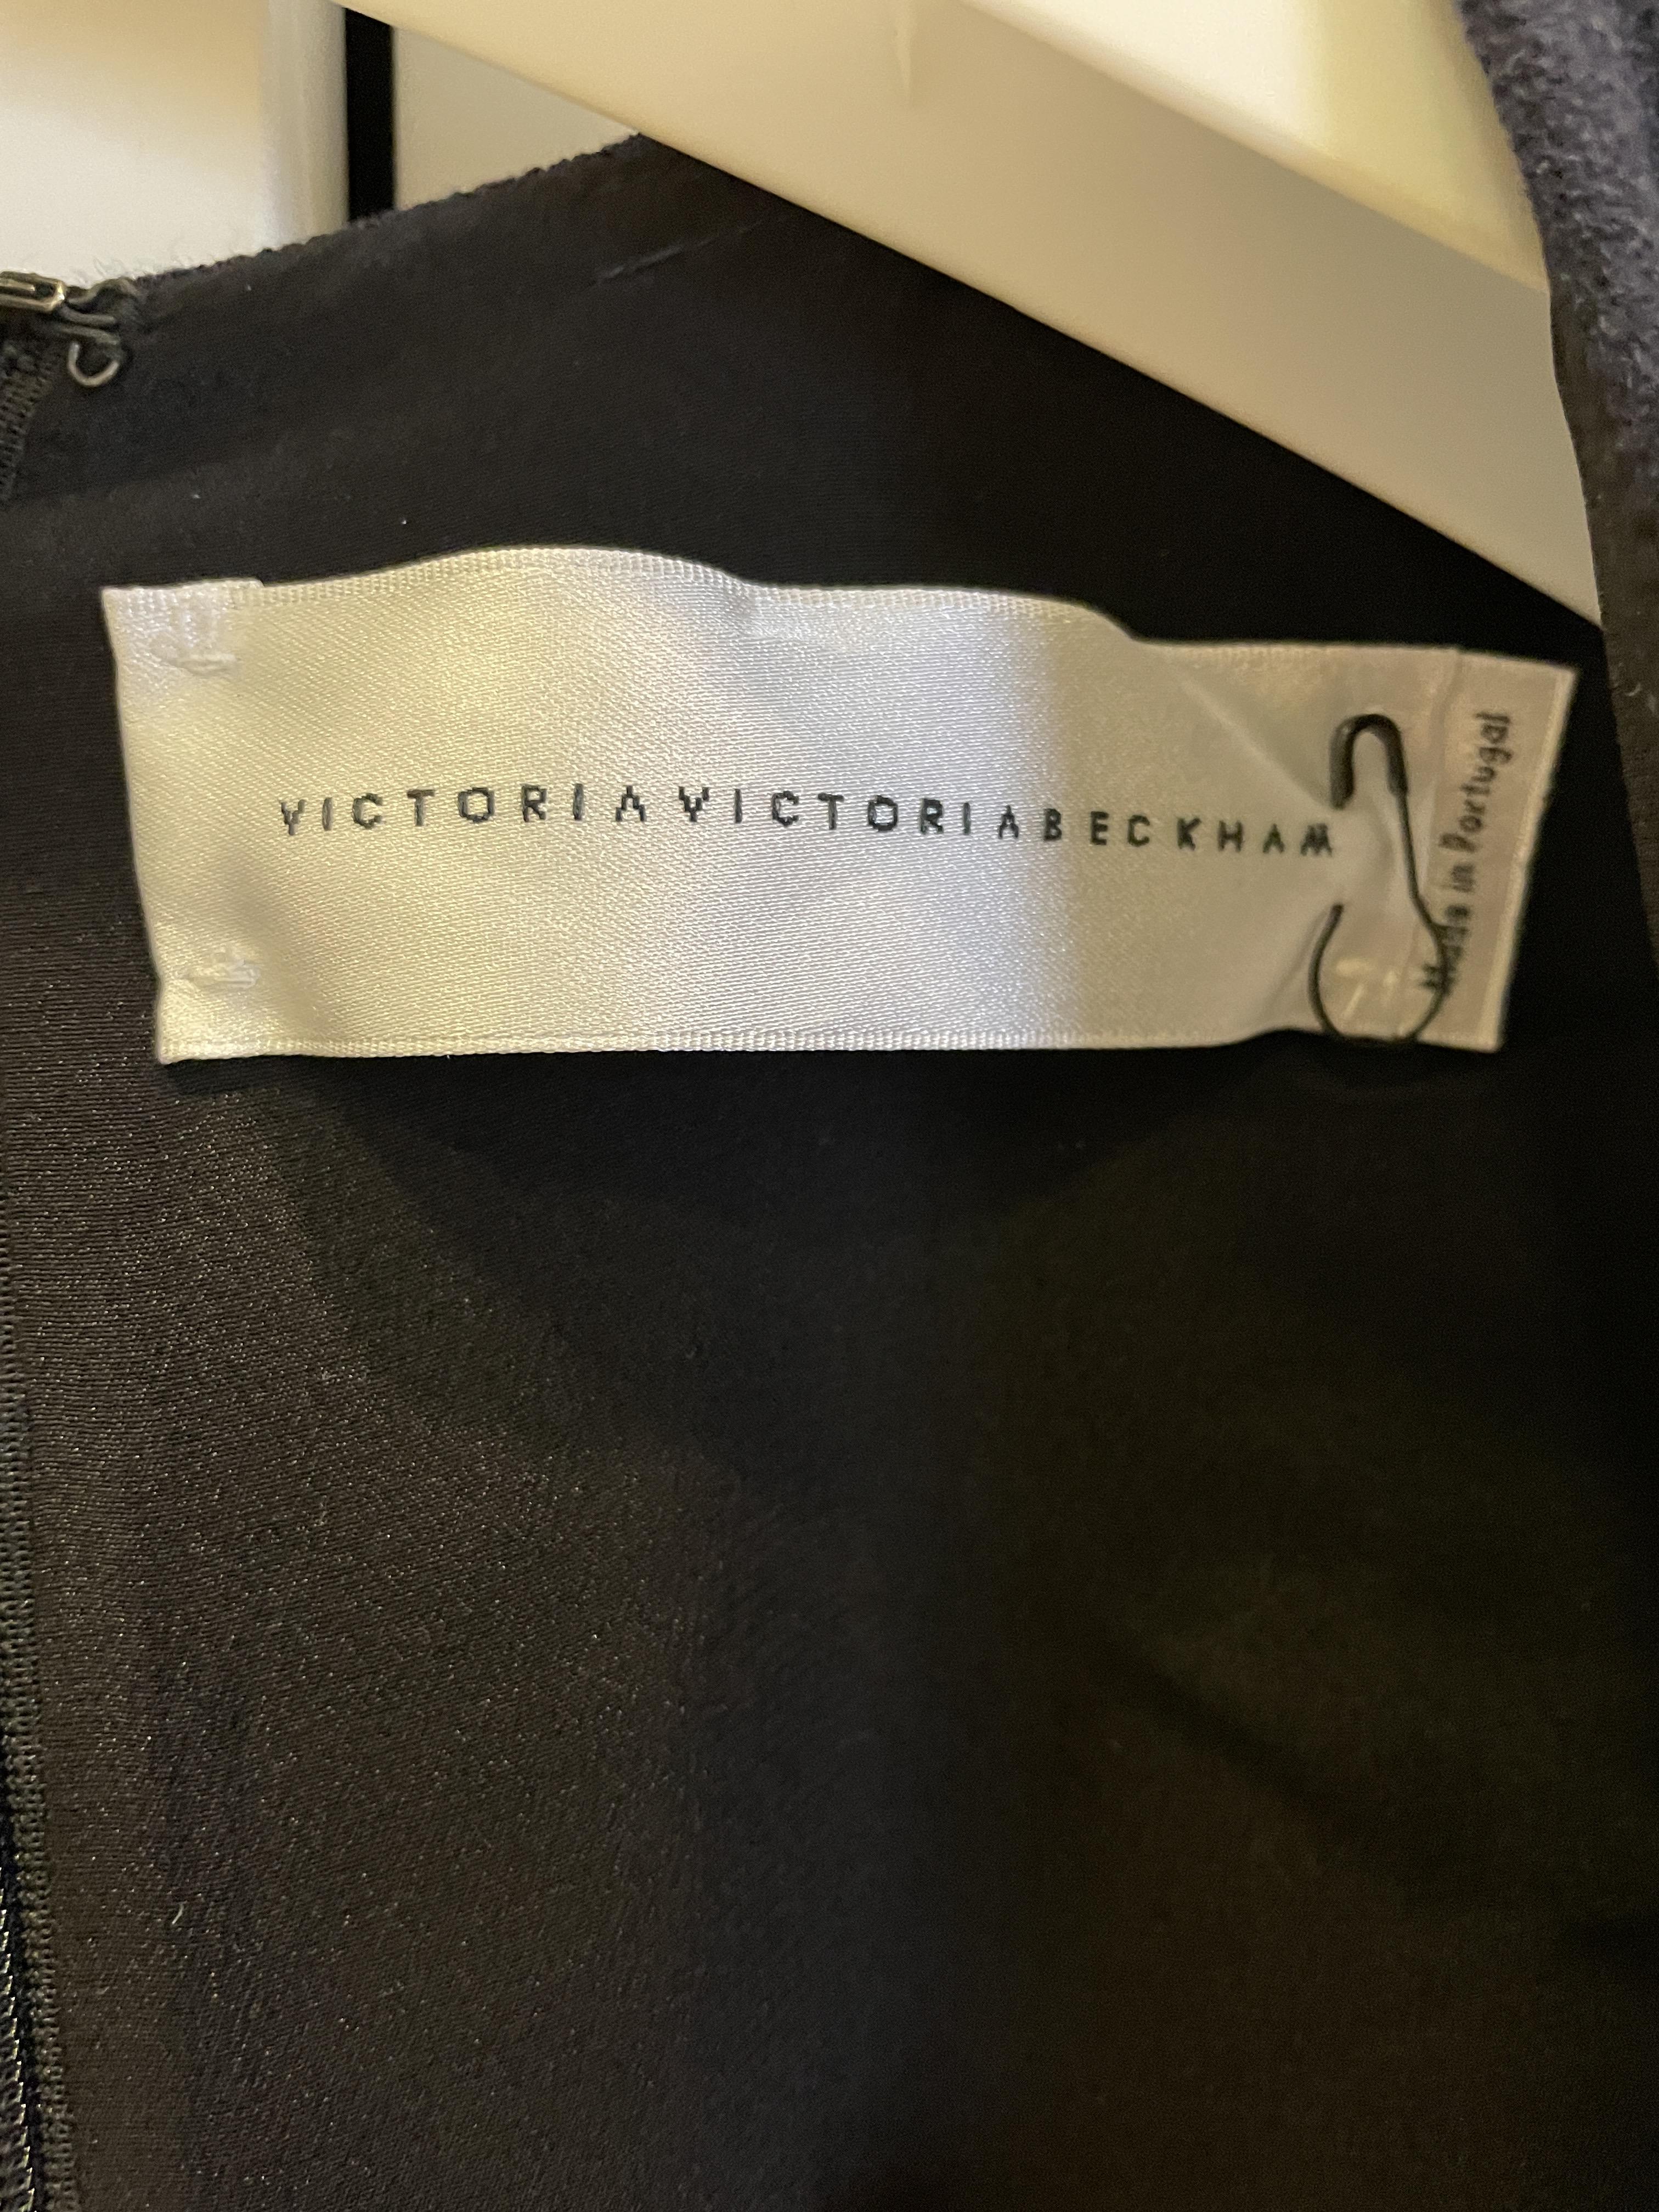 VICTORIAVICTORIABECKHAM
Made in Portugal